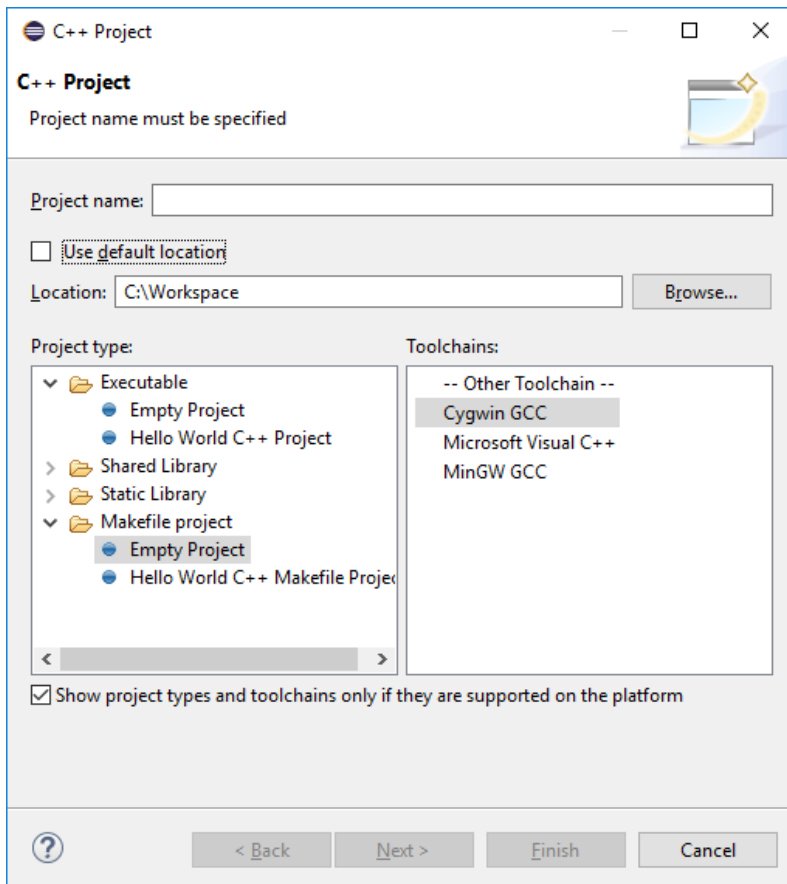 C++ Project
C++ Project
Project name must be specified
Project name:
Use default location
Location: C:\Workspace Browse...
Project type: Toolchains:
Executable
Empty Project
Hello World C++ Project
Shared Library
Static Library
Makefile project
Empty Project
Hello World C++ Makefile Projec
-- Other Toolchain --
Cygwin GCC
Microsoft Visual C++
MinGW GCC
Show project types and toolchains only if they are supported on the platform
? < Back Next > Finish Cancel